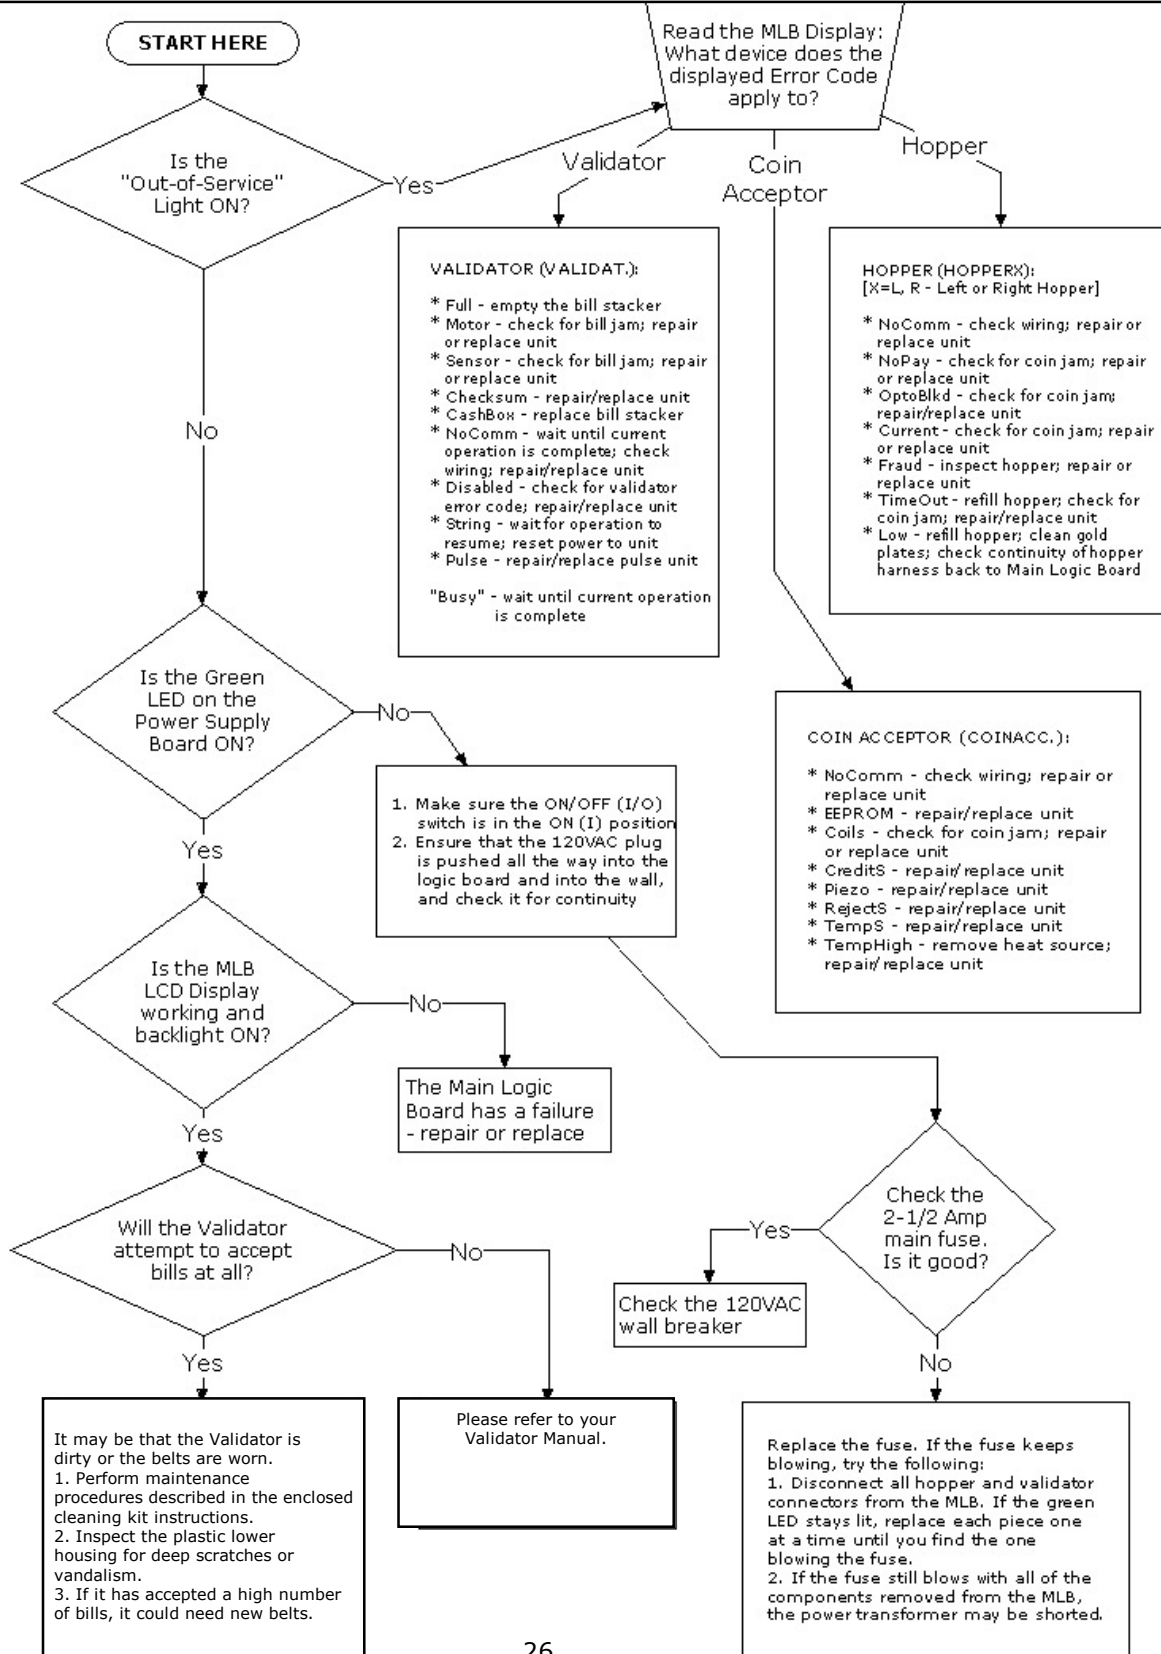 START HERE
Read the MLB Display:
What device does the
displayed Error Code
apply to?
Is the
"Out-of-Service"
Light ON?
Yes
Validator
Coin
Acceptor
Hopper
VALIDATOR (VALIDAT.):
* Full - empty the bill stacker
* Motor - check for bill jam; repair
or replace unit
* Sensor - check for bill jam; repair
or replace unit
* Checksum - repair/replace unit
* CashBox - replace bill stacker
* NoComm - wait until current
operation is complete; check
wiring; repair/replace unit
* Disabled - check for validator
error code; repair/replace unit
* String - wait for operation to
resume; reset power to unit
* Pulse - repair/replace pulse unit
"Busy" - wait until current operation
is complete
HOPPER (HOPPERX):
[X=L, R - Left or Right Hopper]
* NoComm - check wiring; repair or
replace unit
* NoPay - check for coin jam; repair
or replace unit
* OptoBlkd - check for coin jam;
repair/replace unit
* Current - check for coin jam; repair
or replace unit
* Fraud - inspect hopper; repair or
replace unit
* TimeOut - refill hopper; check for
coin jam; repair/replace unit
* Low - refill hopper; clean gold
plates; check continuity of hopper
harness back to Main Logic Board
No
Is the Green
LED on the
Power Supply
Board ON?
No
1. Make sure the ON/OFF (I/O)
switch is in the ON (I) position
2. Ensure that the 120VAC plug
is pushed all the way into the
logic board and into the wall,
and check it for continuity
COIN ACCEPTOR (COINACC.):
* NoComm - check wiring; repair or
replace unit
* EEPROM - repair/replace unit
* Coils - check for coin jam; repair
or replace unit
* CreditS - repair/replace unit
* Piezo - repair/replace unit
* RejectS - repair/replace unit
* TempS - repair/replace unit
* TempHigh - remove heat source;
repair/replace unit
Yes
Is the MLB
LCD Display
working and
backlight ON?
No
The Main Logic
Board has a failure
- repair or replace
Yes
Will the Validator
attempt to accept
bills at all?
No
Check the
2-1/2 Amp
main fuse.
Is it good?
Yes
Check the 120VAC
wall breaker
No
Yes
It may be that the Validator is
dirty or the belts are worn.
1. Perform maintenance
procedures described in the enclosed
cleaning kit instructions.
2. Inspect the plastic lower
housing for deep scratches or
vandalism.
3. If it has accepted a high number
of bills, it could need new belts.
Please refer to your
Validator Manual.
Replace the fuse. If the fuse keeps
blowing, try the following:
1. Disconnect all hopper and validator
connectors from the MLB. If the green
LED stays lit, replace each piece one
at a time until you find the one
blowing the fuse.
2. If the fuse still blows with all of the
components removed from the MLB,
the power transformer may be shorted.
26